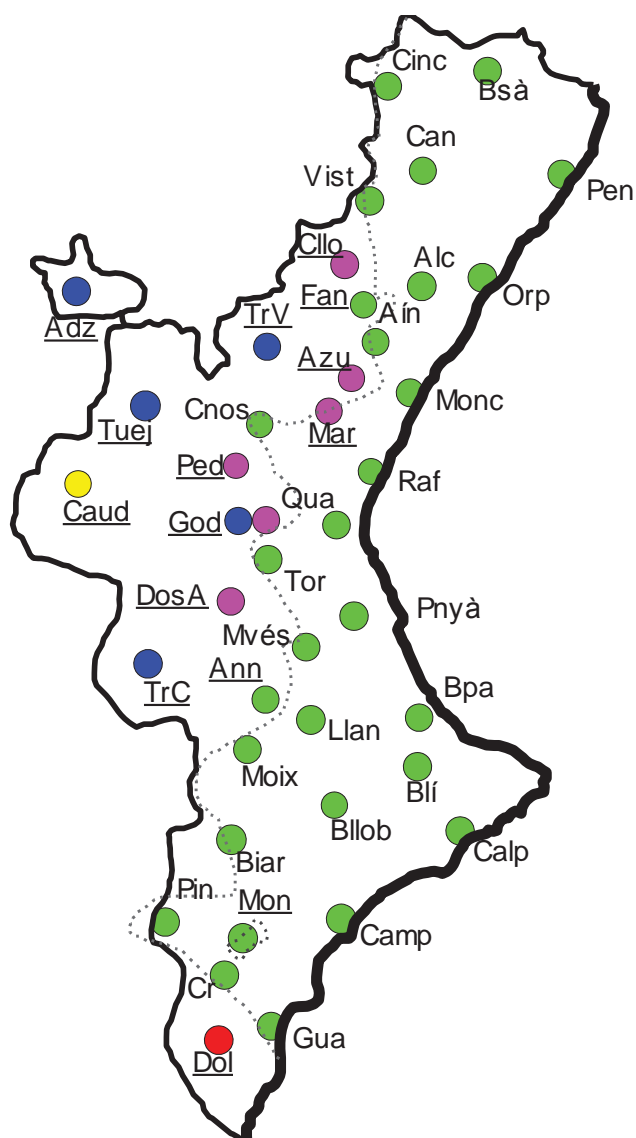 Cinc
Bsà
Can
Vist
Pen
Cllo
Alc
Fan
Orp
Adz
TrV
Aín
Azu
Monc
Cnos
Tuej
Mar
Ped
Raf
Caud
Qua
God
Tor
DosA
Pnyà
Mvés
Ann
TrC
Bpa
Llan
Moix
Blí
Bllob
Calp
Biar
Pin
Mon
Camp
Cr
Gua
Dol